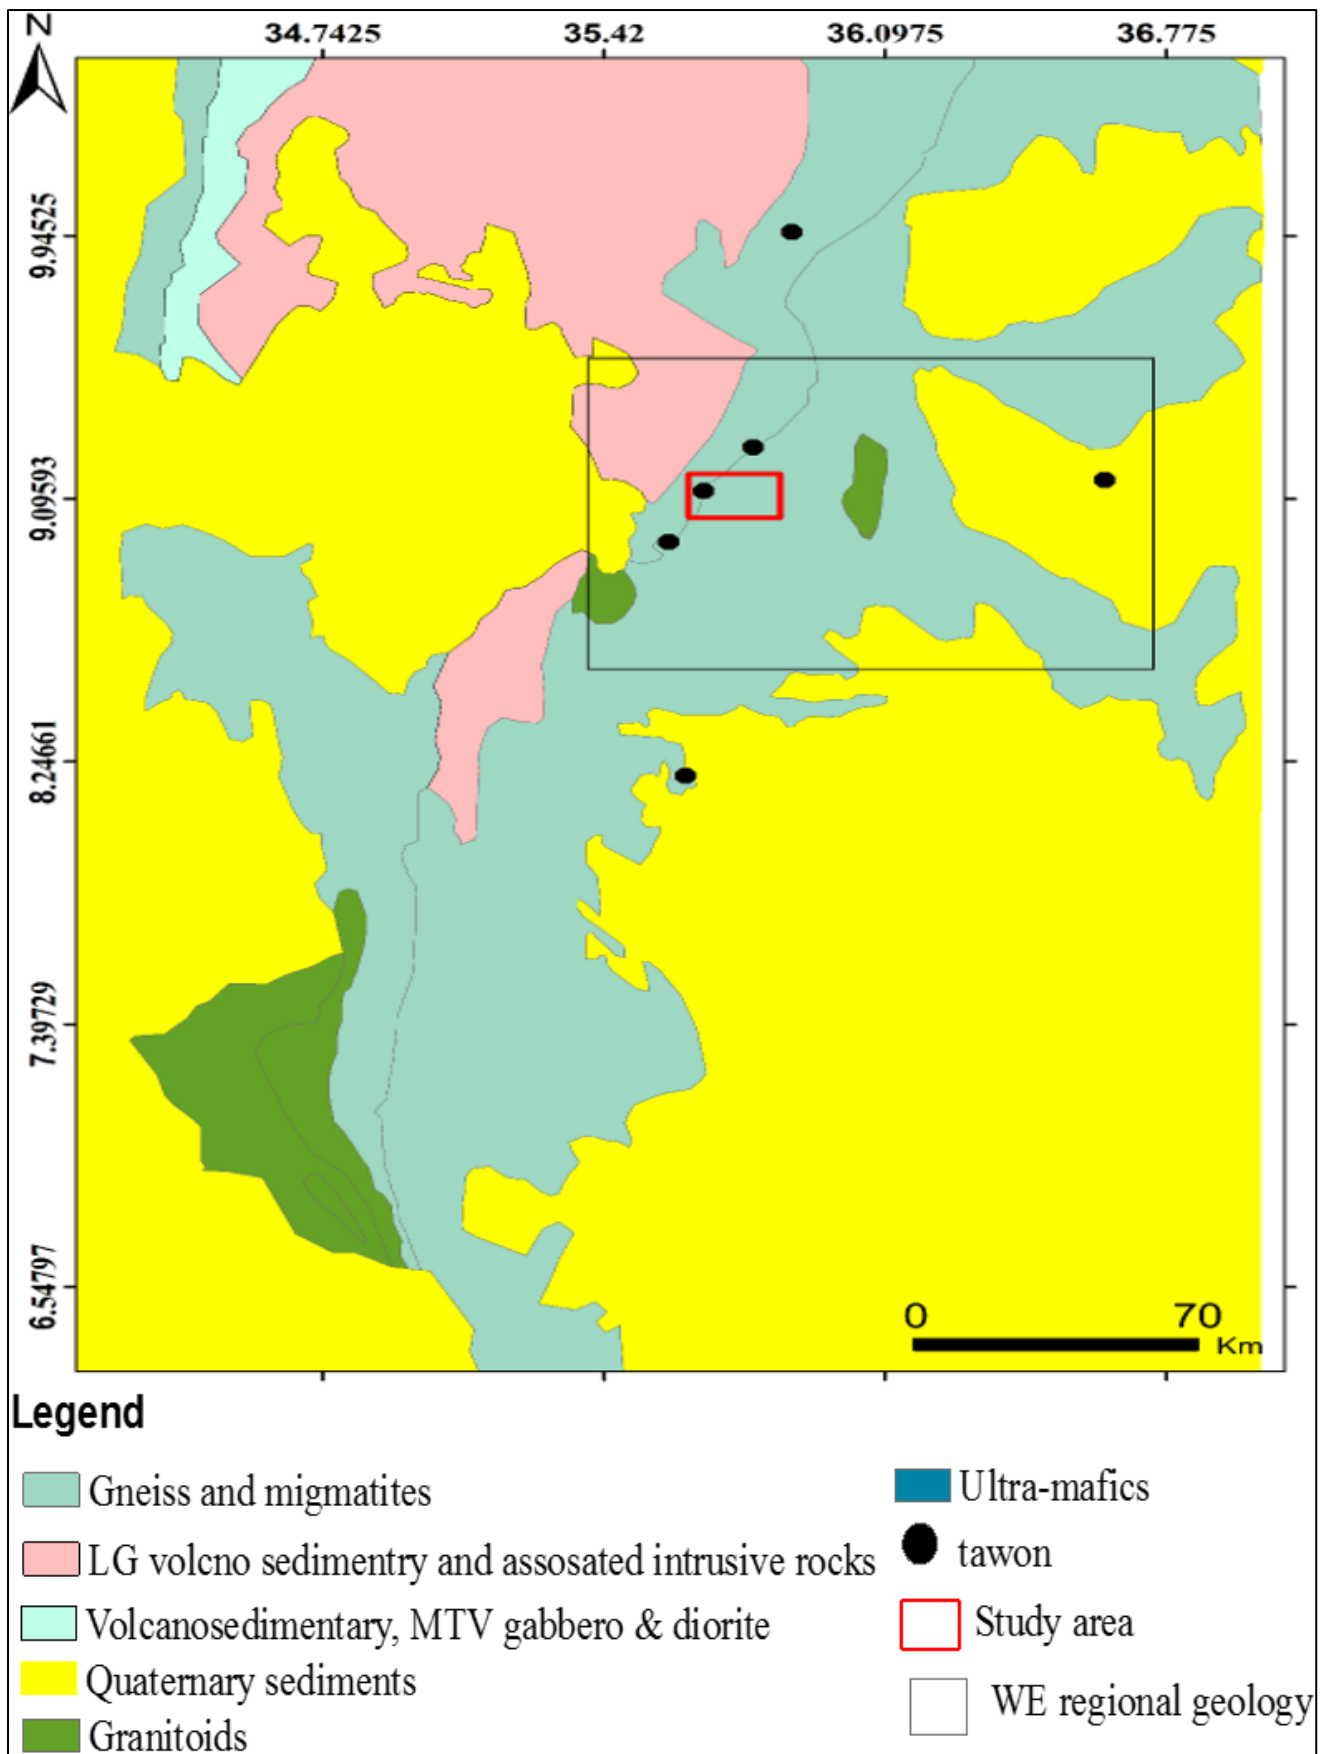 N
34.7425 35.42 36.0975 36.775
9.94525
9.09593
8.24661
7.39729
6.54797
0 70
Km
Legend
Gneiss and migmatites
LG volcno sedimentry and assosated intrusive rocks
Volcanosedimentary, MTV gabbero & diorite
Quaternary sediments
Granitoids
Ultra-mafics
tawon
Study area
WE regional geology